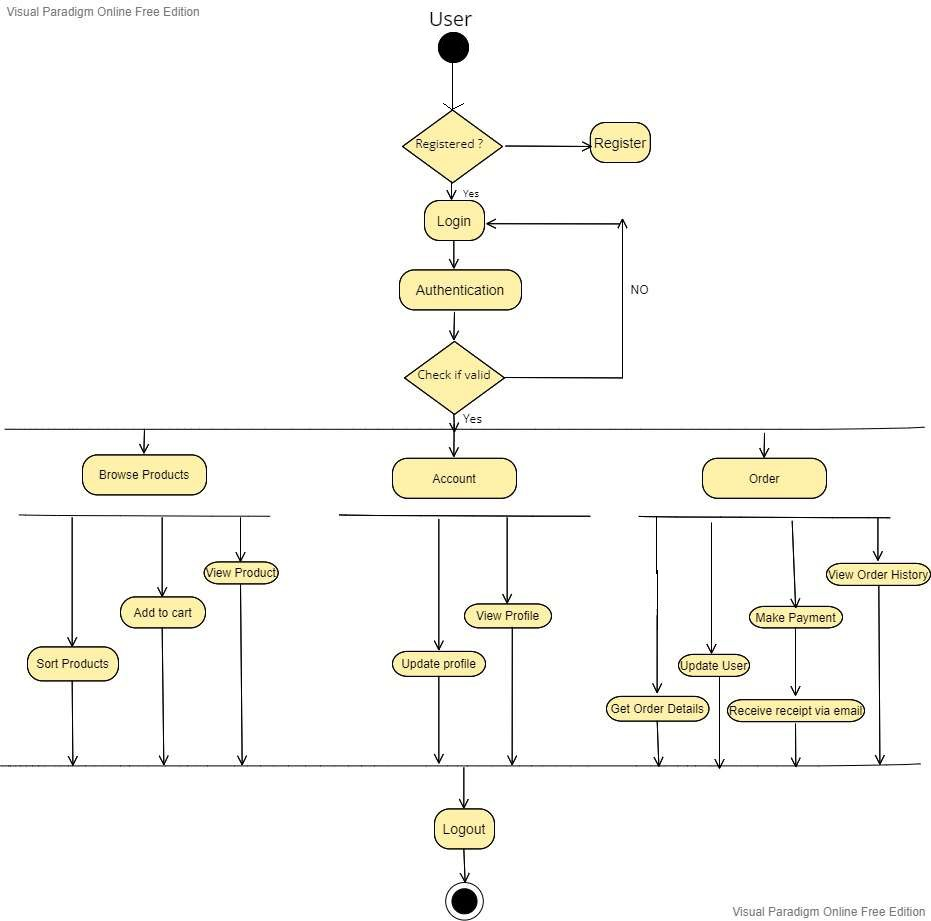 Visual Paradigm Online Free Edition
User
Registered ?
Register
Yes
Login
Authentication
NO
Check if valid
Yes
Browse Products
Account
Order
View Product
View Order History
Add to cart
View Profile
Make Payment
Sort Products
Update profile
Update User
Get Order Details
Receive receipt via email
Logout
Visual Paradigm Online Free Edition